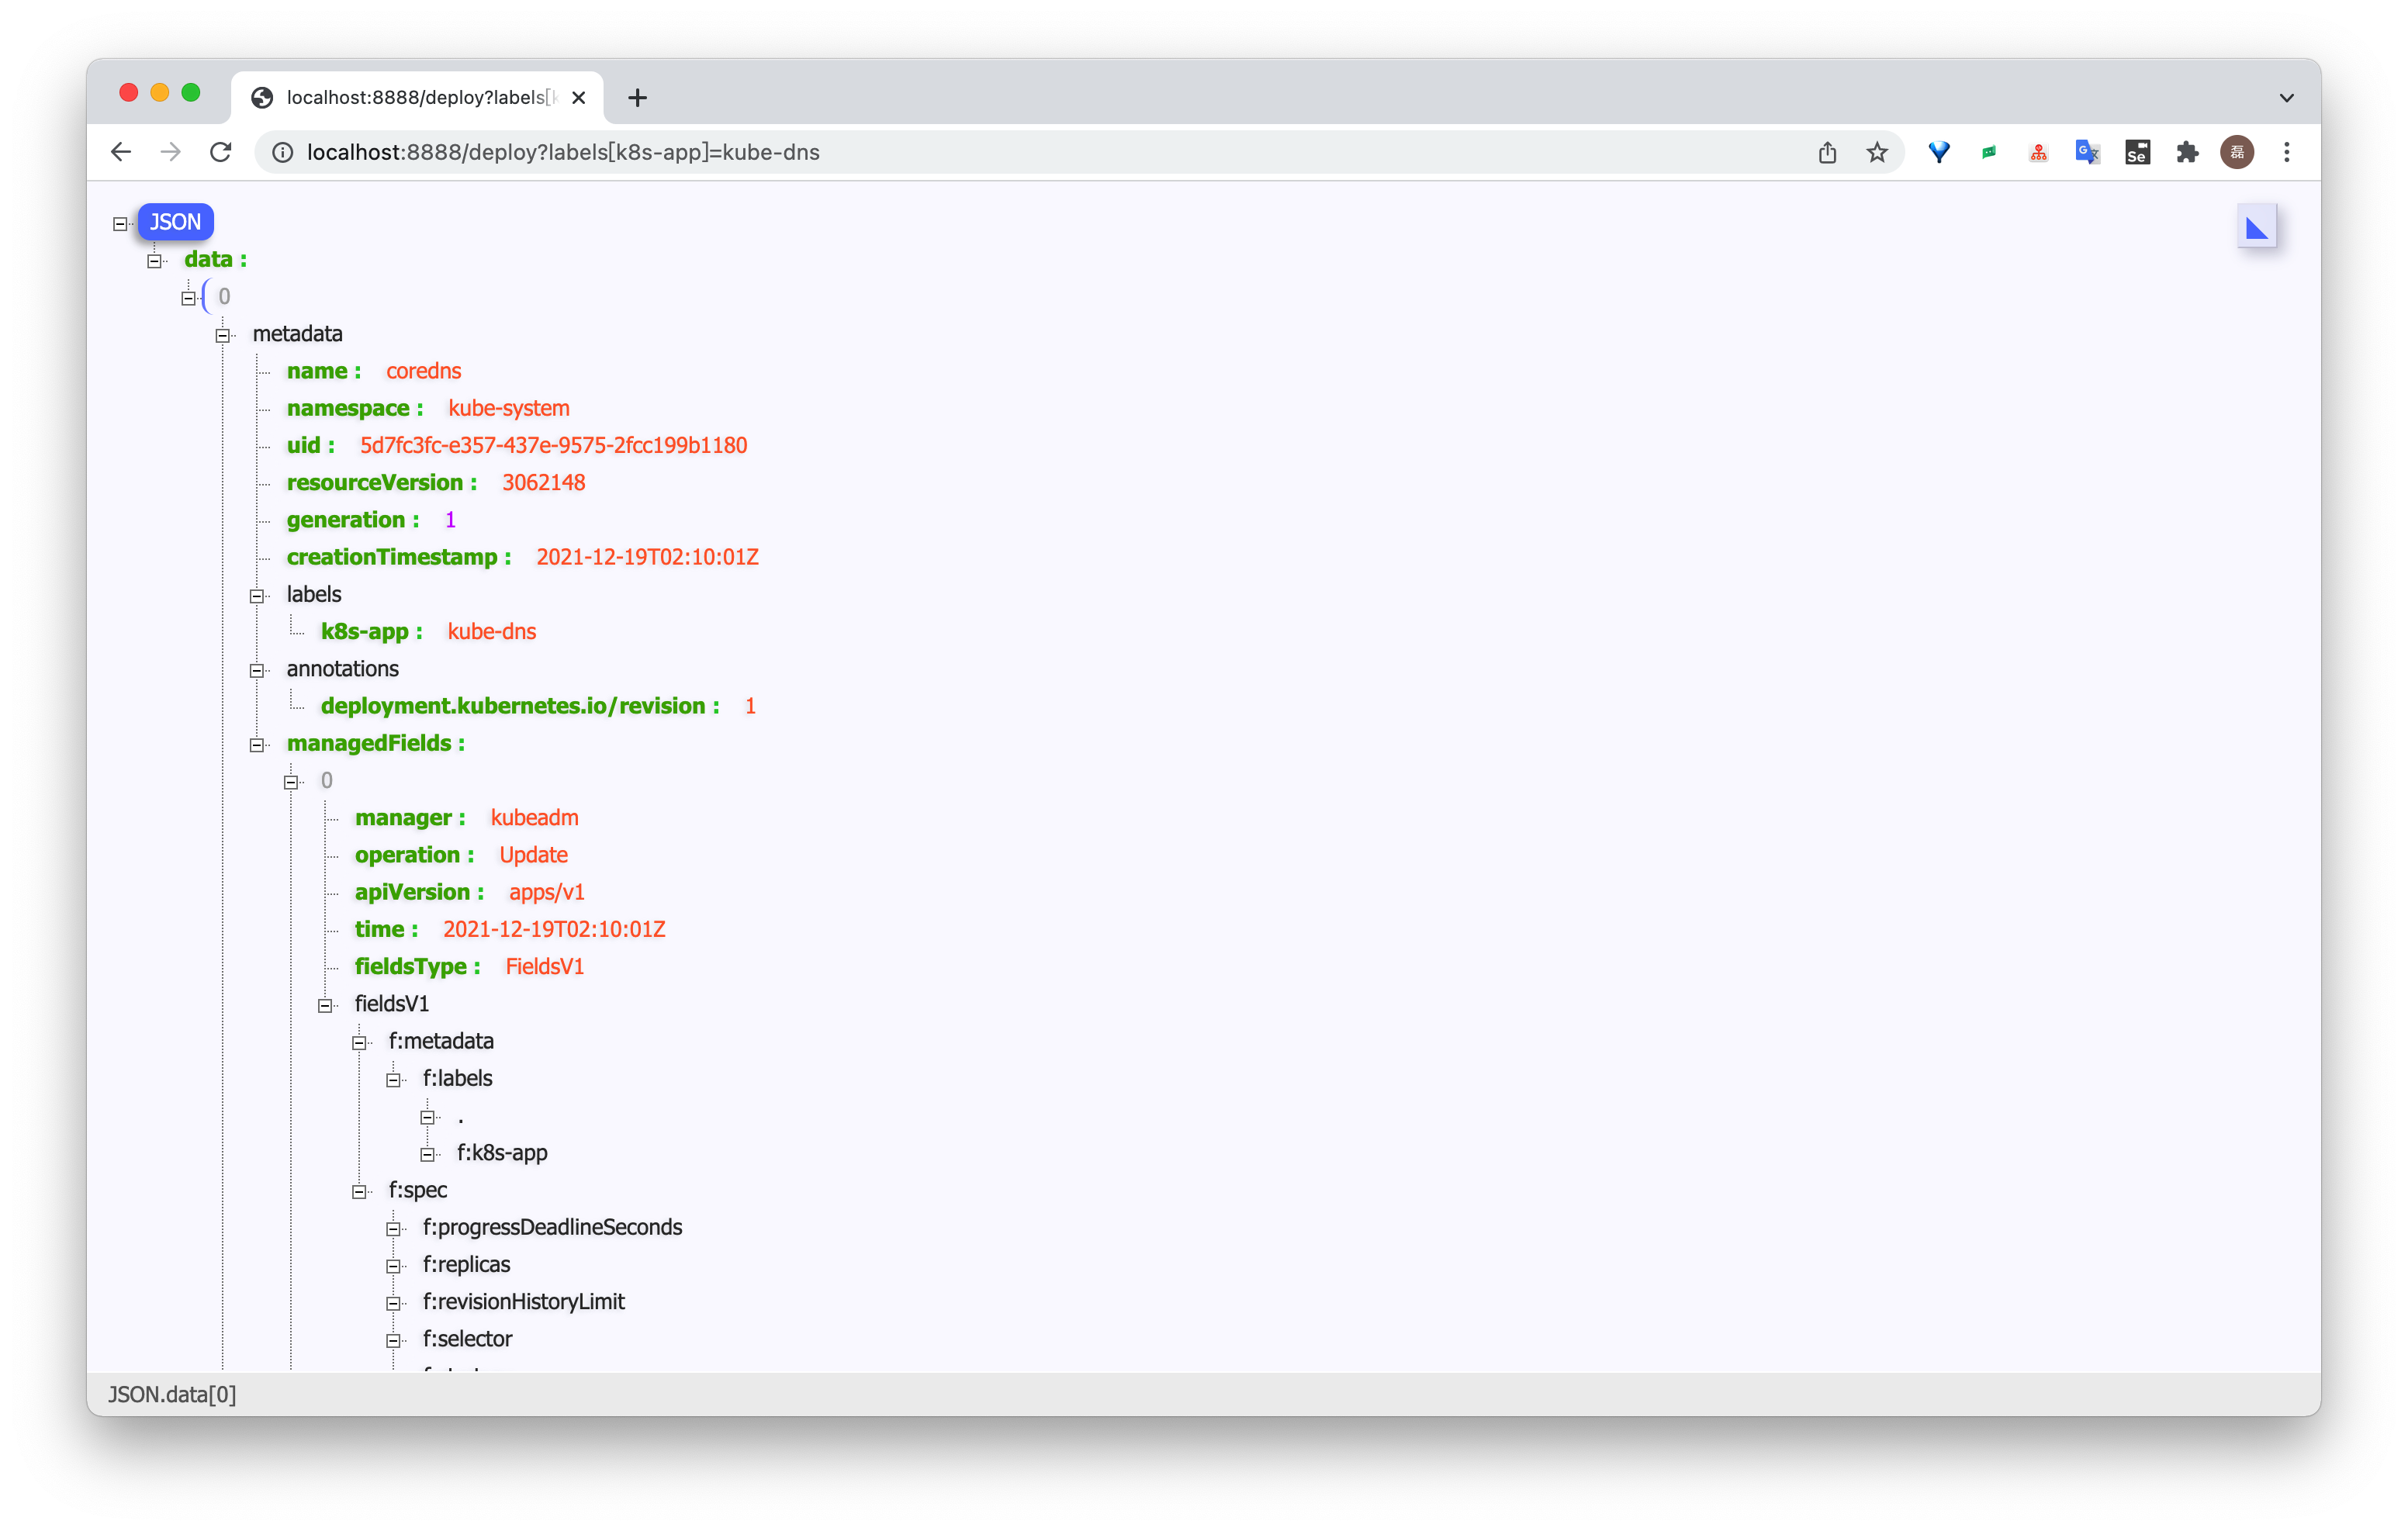 localhost:8888/deploy?labels[k
localhost:8888/deploy?labels[k8s-app]=kube-dns
Se
磊
JSON
data :
0
metadata
name : coredns
namespace : kube-system
uid : 5d7fc3fc-e357-437e-9575-2fcc199b1180
resourceVersion : 3062148
generation : 1
creationTimestamp : 2021-12-19T02:10:01Z
labels
k8s-app : kube-dns
annotations
deployment.kubernetes.io/revision : 1
managedFields :
0
manager : kubeadm
operation : Update
apiVersion : apps/v1
time : 2021-12-19T02:10:01Z
fieldsType : FieldsV1
fieldsV1
f:metadata
f:labels
.
f:k8s-app
f:spec
f:progressDeadlineSeconds
f:replicas
f:revisionHistoryLimit
f:selector
JSON.data[0]